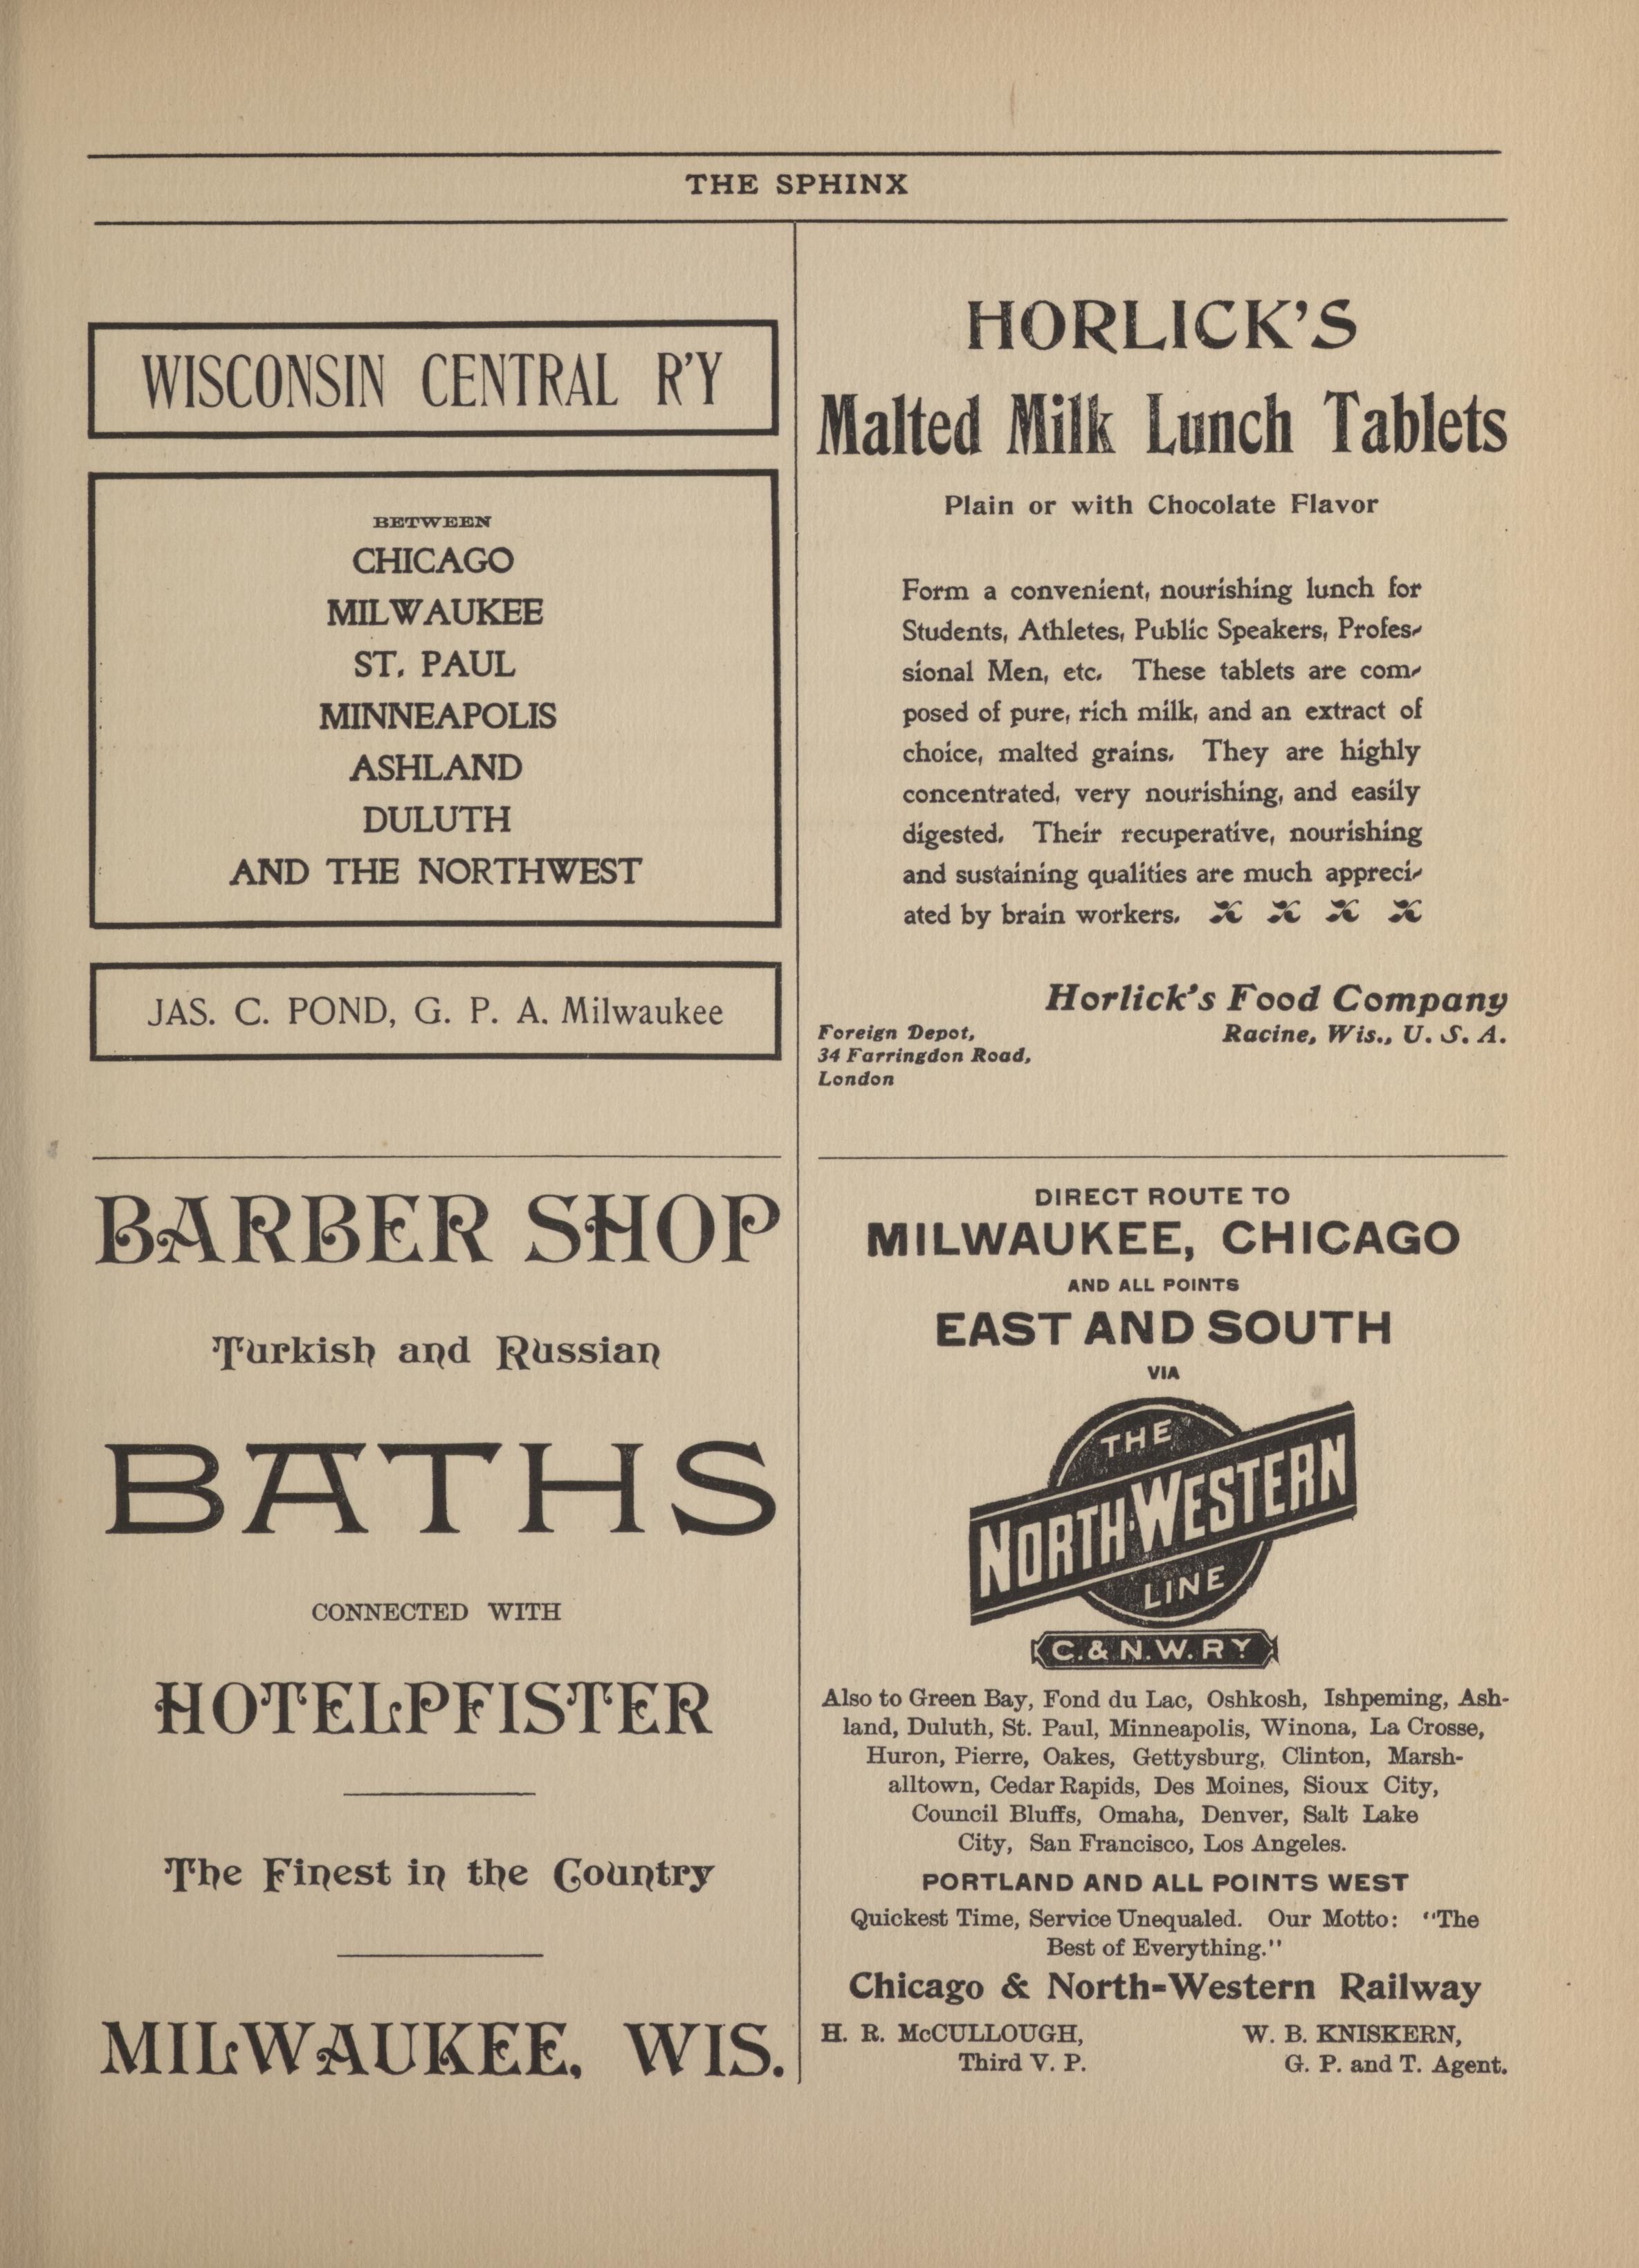 THE SPHINX
WISCONSIN CENTRAL R'Y
BETWEEN
CHICAGO
MILWAUKEE
ST. PAUL
MINNEAPOLIS
ASHLAND
DULUTH
AND THE NORTHWEST
JAS. C. POND, G. P. A. Milwaukee
BARBER SHOP
Turkish and Russian
BATHS
CONNECTED WITH
HOTEL PFISTER
The Finest in the Country
MILWAUKEE, WIS.
HORLICK'S
Malted Milk Lunch Tablets
Plain or with Chocolate Flavor
Form a convenient, nourishing lunch for
Students, Athletes, Public Speakers, Profes-
sional Men, etc. These tablets are com-
posed of pure, rich milk, and an extract of
choice, malted grains. They are highly
concentrated, very nourishing, and easily
digested. Their recuperative, nourishing
and sustaining qualities are much appreci-
ated by brain workers.
Horlick's Food Company
Racine, Wis., U. S. A.
Foreign Depot,
34 Farringdon Road,
London
DIRECT ROUTE TO
MILWAUKEE, CHICAGO
AND ALL POINTS
EAST AND SOUTH
VIA
THE
NORTH-WESTERN
LINE
C. & N. W. RY
Also to Green Bay, Fond du Lac, Oshkosh, Ishpeming, Ash-
land, Duluth, St. Paul, Minneapolis, Winona, La Crosse,
Huron, Pierre, Oakes, Gettysburg, Clinton, Marsh-
alltown, Cedar Rapids, Des Moines, Sioux City,
Council Bluffs, Omaha, Denver, Salt Lake
City, San Francisco, Los Angeles.
PORTLAND AND ALL POINTS WEST
Quickest Time, Service Unequaled. Our Motto: "The
Best of Everything."
Chicago & North-Western Railway
H. R. McCULLOUGH,
Third V. P.
W. B. KNISKERN,
G. P. and T. Agent.